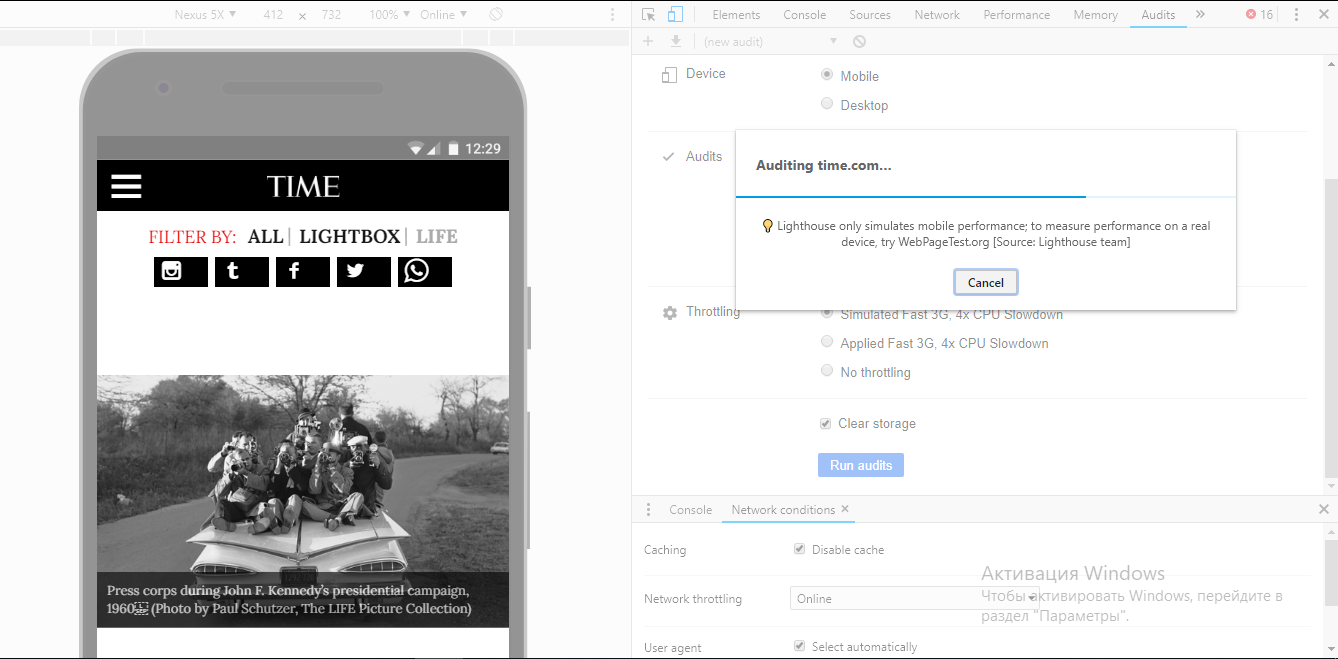 Nexus 5X ▼ 412 × 732 100% ▼ Online ▼
12:29
TIME
FILTER BY: ALL | LIGHTBOX | LIFE
Press corps during John F. Kennedy's presidential campaign,
1960 (Photo by Paul Schutzer, The LIFE Picture Collection)
Elements Console Sources Network Performance Memory Audits » 16
(new audit)
Device
Mobile
Desktop
Audits
Auditing time.com...
Lighthouse only simulates mobile performance; to measure performance on a real
device, try WebPageTest.org [Source: Lighthouse team]
Cancel
Throttling
Simulated Fast 3G, 4x CPU Slowdown
Applied Fast 3G, 4x CPU Slowdown
No throttling
Clear storage
Run audits
Console Network conditions ×
Caching Disable cache
Network throttling Online
User agent Select automatically
Активация Windows
Чтобы активировать Windows, перейдите в
раздел "Параметры".